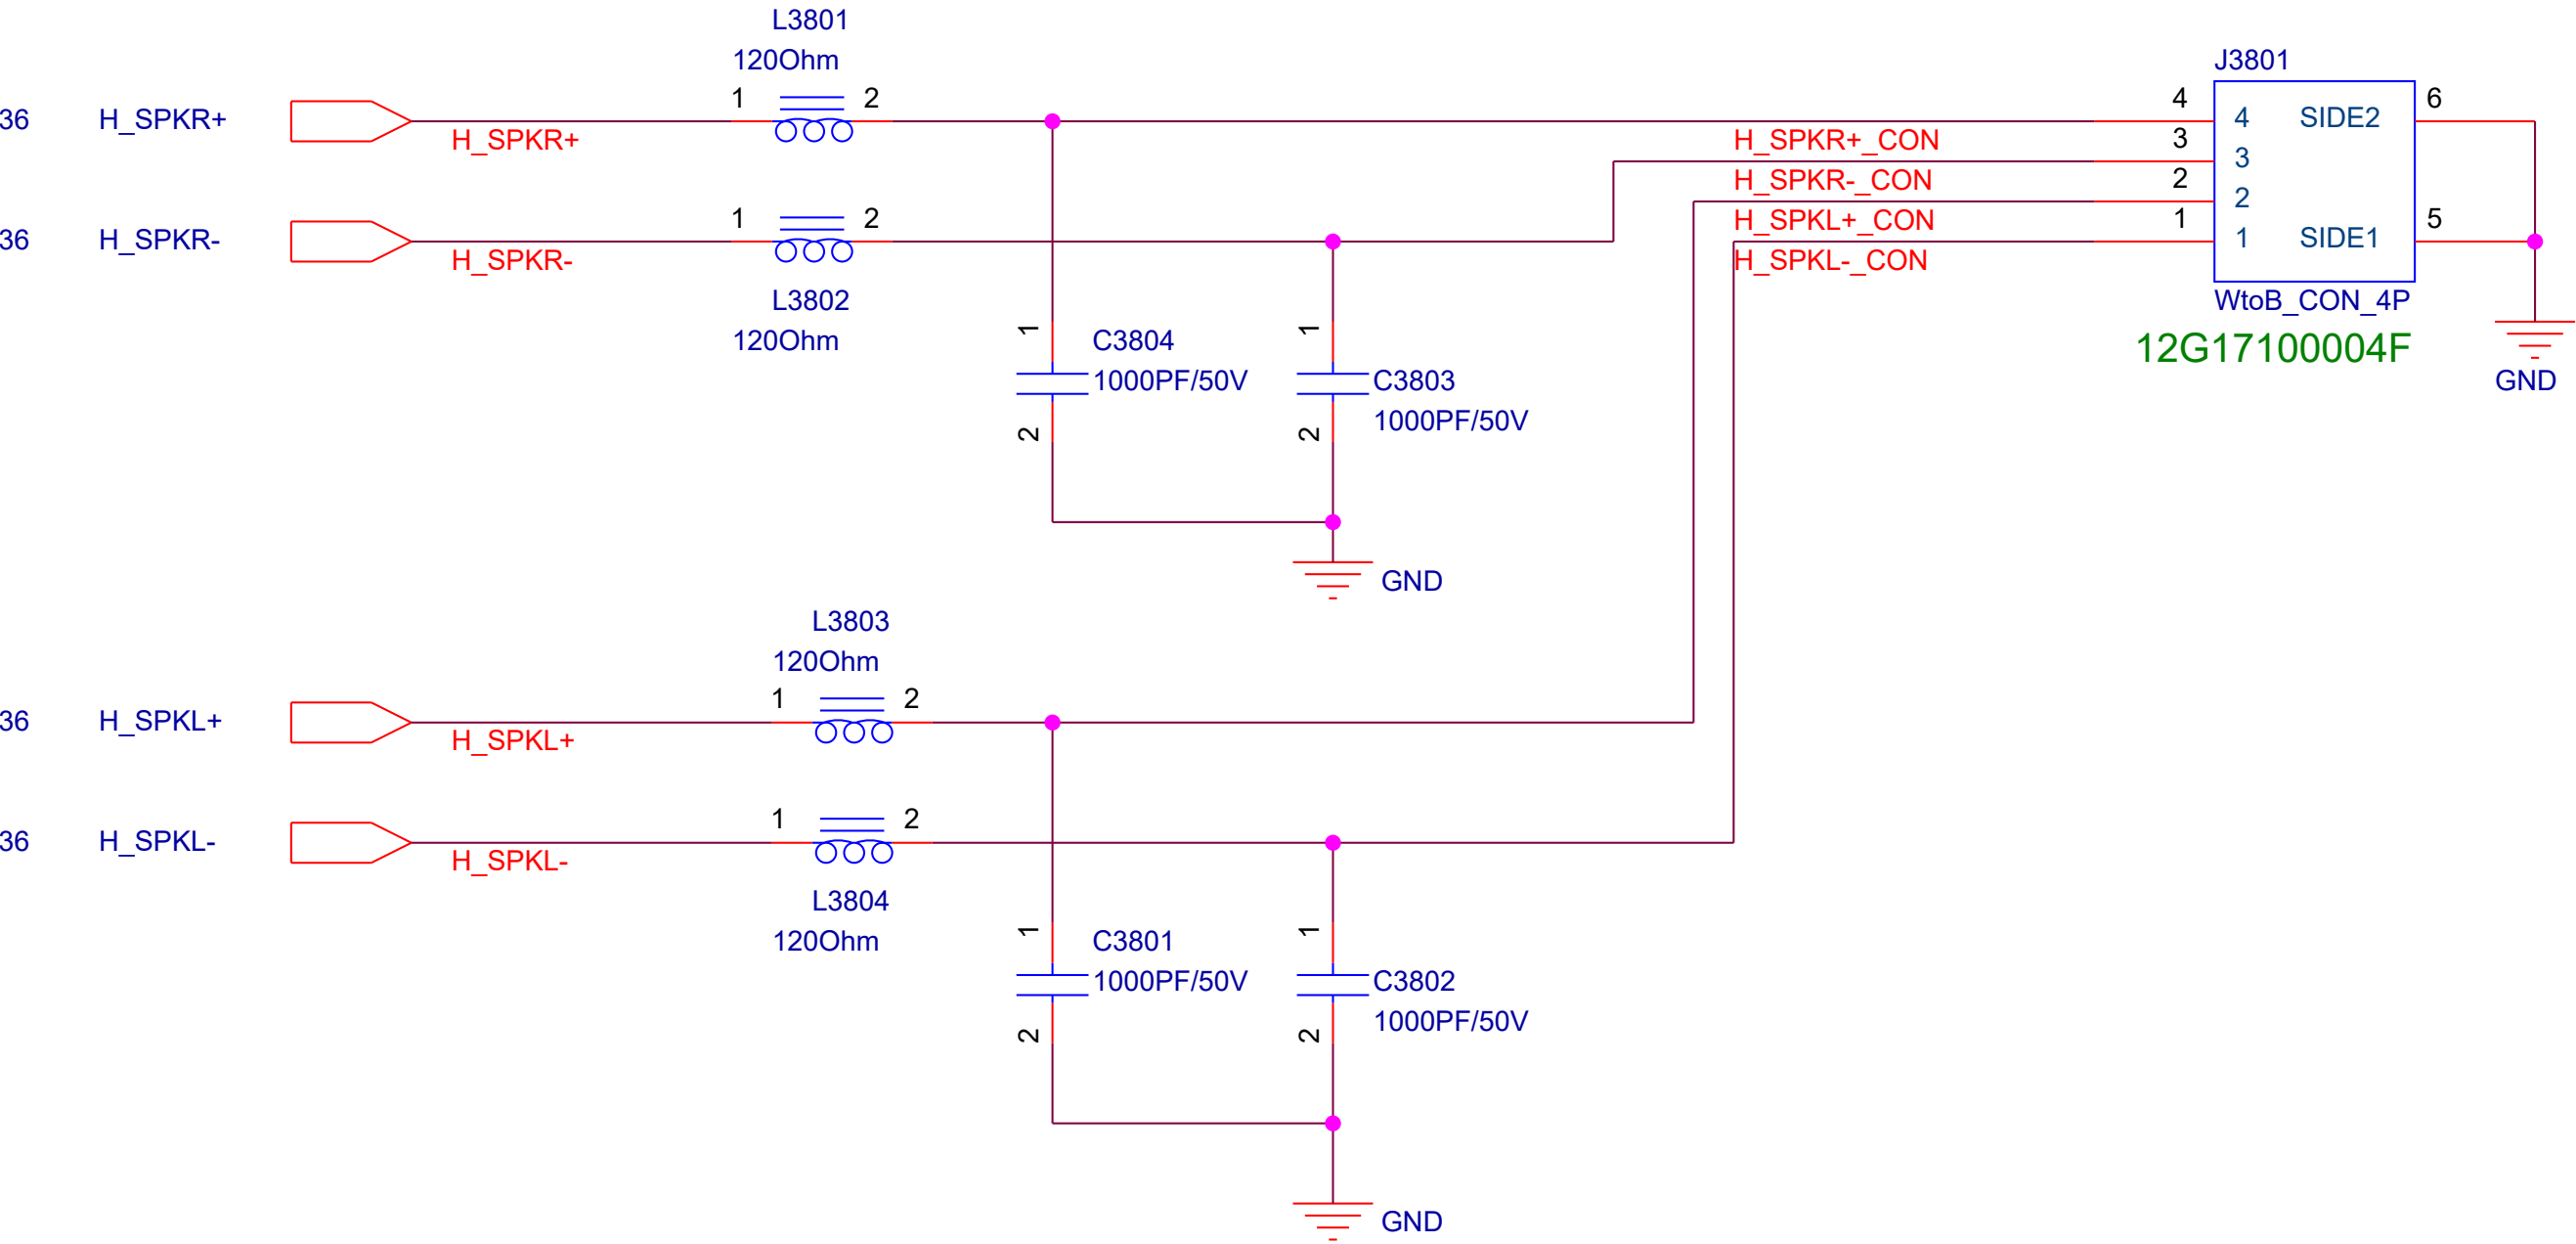 L3801
120Ohm
1
2
36
H_SPKR+
H_SPKR+
1
2
36
H_SPKR-
H_SPKR-
L3802
120Ohm
J3801
4
4
SIDE2
6
H_SPKR+_CON
3
3
H_SPKR-_CON
2
2
H_SPKL+_CON
1
1
SIDE1
5
H_SPKL-_CON
WtoB_CON_4P
12G17100004F
GND
1
C3804
1000PF/50V
2
1
C3803
1000PF/50V
2
GND
L3803
120Ohm
1
2
36
H_SPKL+
H_SPKL+
1
2
36
H_SPKL-
H_SPKL-
L3804
120Ohm
1
C3801
1000PF/50V
2
1
C3802
1000PF/50V
2
GND